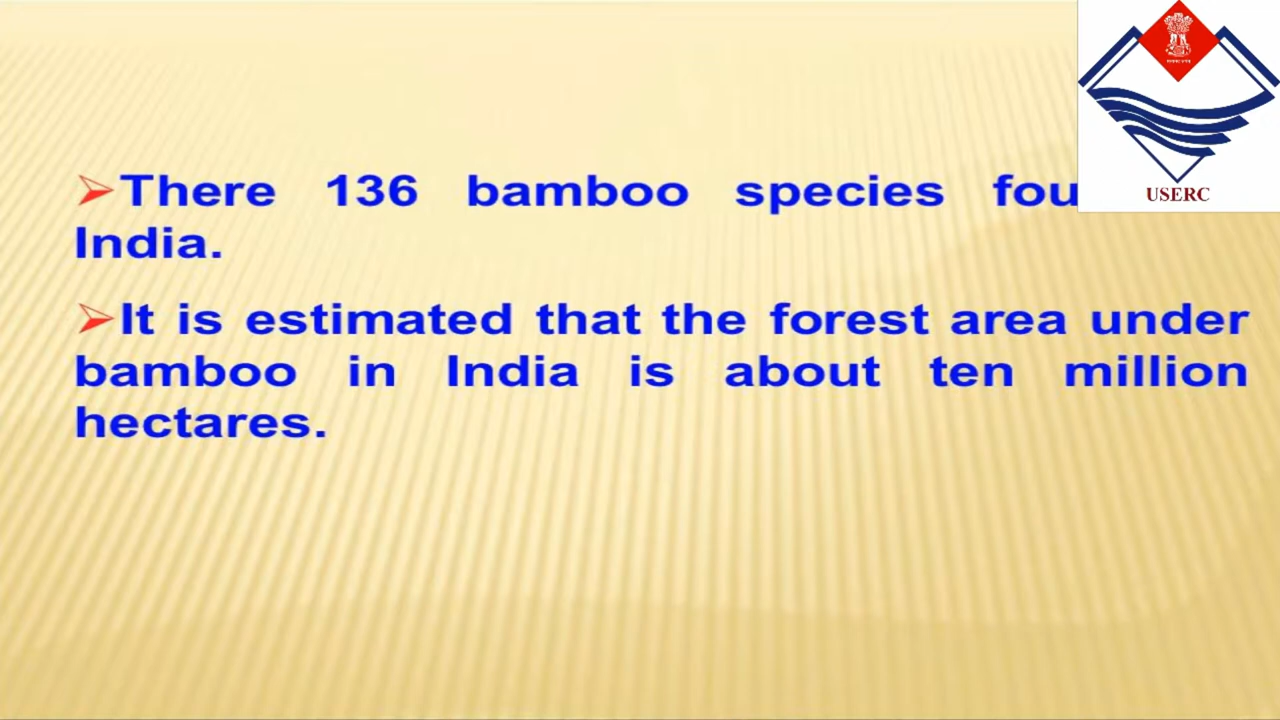 ➢There 136 bamboo species fou
India.
➢It is estimated that the forest area under
bamboo in India is about ten million
hectares.
USERC